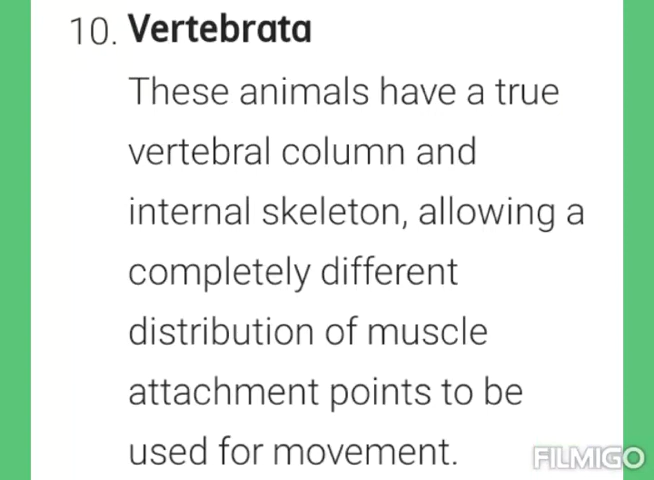 10. Vertebrata
These animals have a true
vertebral column and
internal skeleton, allowing a
completely different
distribution of muscle
attachment points to be
used for movement.
FILMIGO